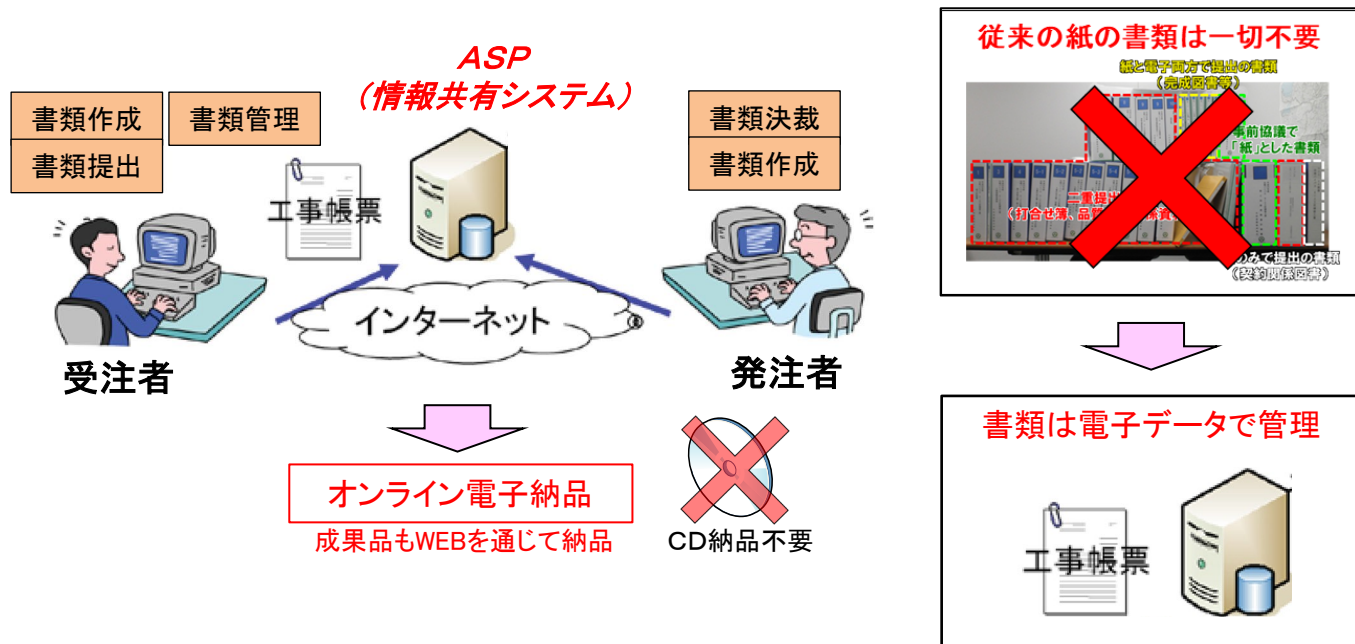 ASP
(情報共有システム)
書類作成
書類管理
書類提出
書類決裁
書類作成
工事帳票
インターネット
受注者
発注者
オンライン電子納品
成果品もWEBを通じて納品
CD納品不要
従来の紙の書類は一切不要
紙と電子両方で提出の書類
(完成図書等)
事前協議で
「紙」とした書類
二重提出
(打合せ簿、品質
のみで提出の書類
(契約関係図書)
書類は電子データで管理
工事帳票